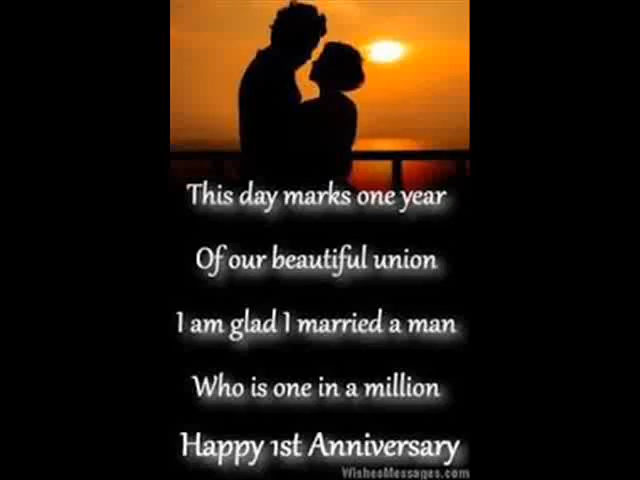 This day marks one year
Of our beautiful union
I am glad I married a man
Who is one in a million
Happy 1st Anniversary
WishesMessages.com